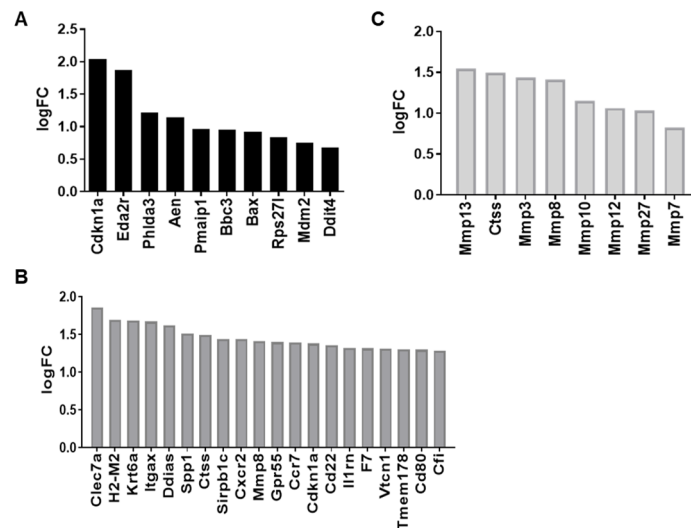 A
logFC
2.5
2.0
1.5
1.0
0.5
0.0
Cdkn1a
Eda2r
Phlda3
Aen
Pmaip1
Bbc3
Bax
Rps27l
Mdm2
Ddit4
C
logFC
2.0
1.5
1.0
0.5
0.0
Mmp13
Ctss
Mmp3
Mmp8
Mmp10
Mmp12
Mmp27
Mmp7
B
logFC
2.0
1.5
1.0
0.5
0.0
Clec7a
H2-M2
Krt6a
Itgax
Ddias
Spp1
Ctss
Sirpb1c
Cxcr2
Mmp8
Gpr55
Ccr7
Cdkn1a
Cd22
Il1rn
F7
Vtcn1
Tmem178
Cd80
Cfi